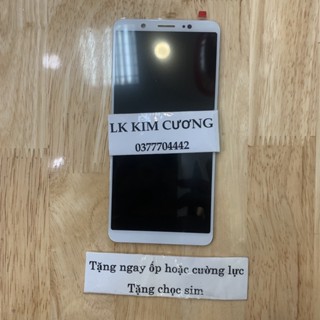 LK KIM CƯƠNG
0377704442
Tặng ngay ốp hoặc cường lực
Tặng chọc sim